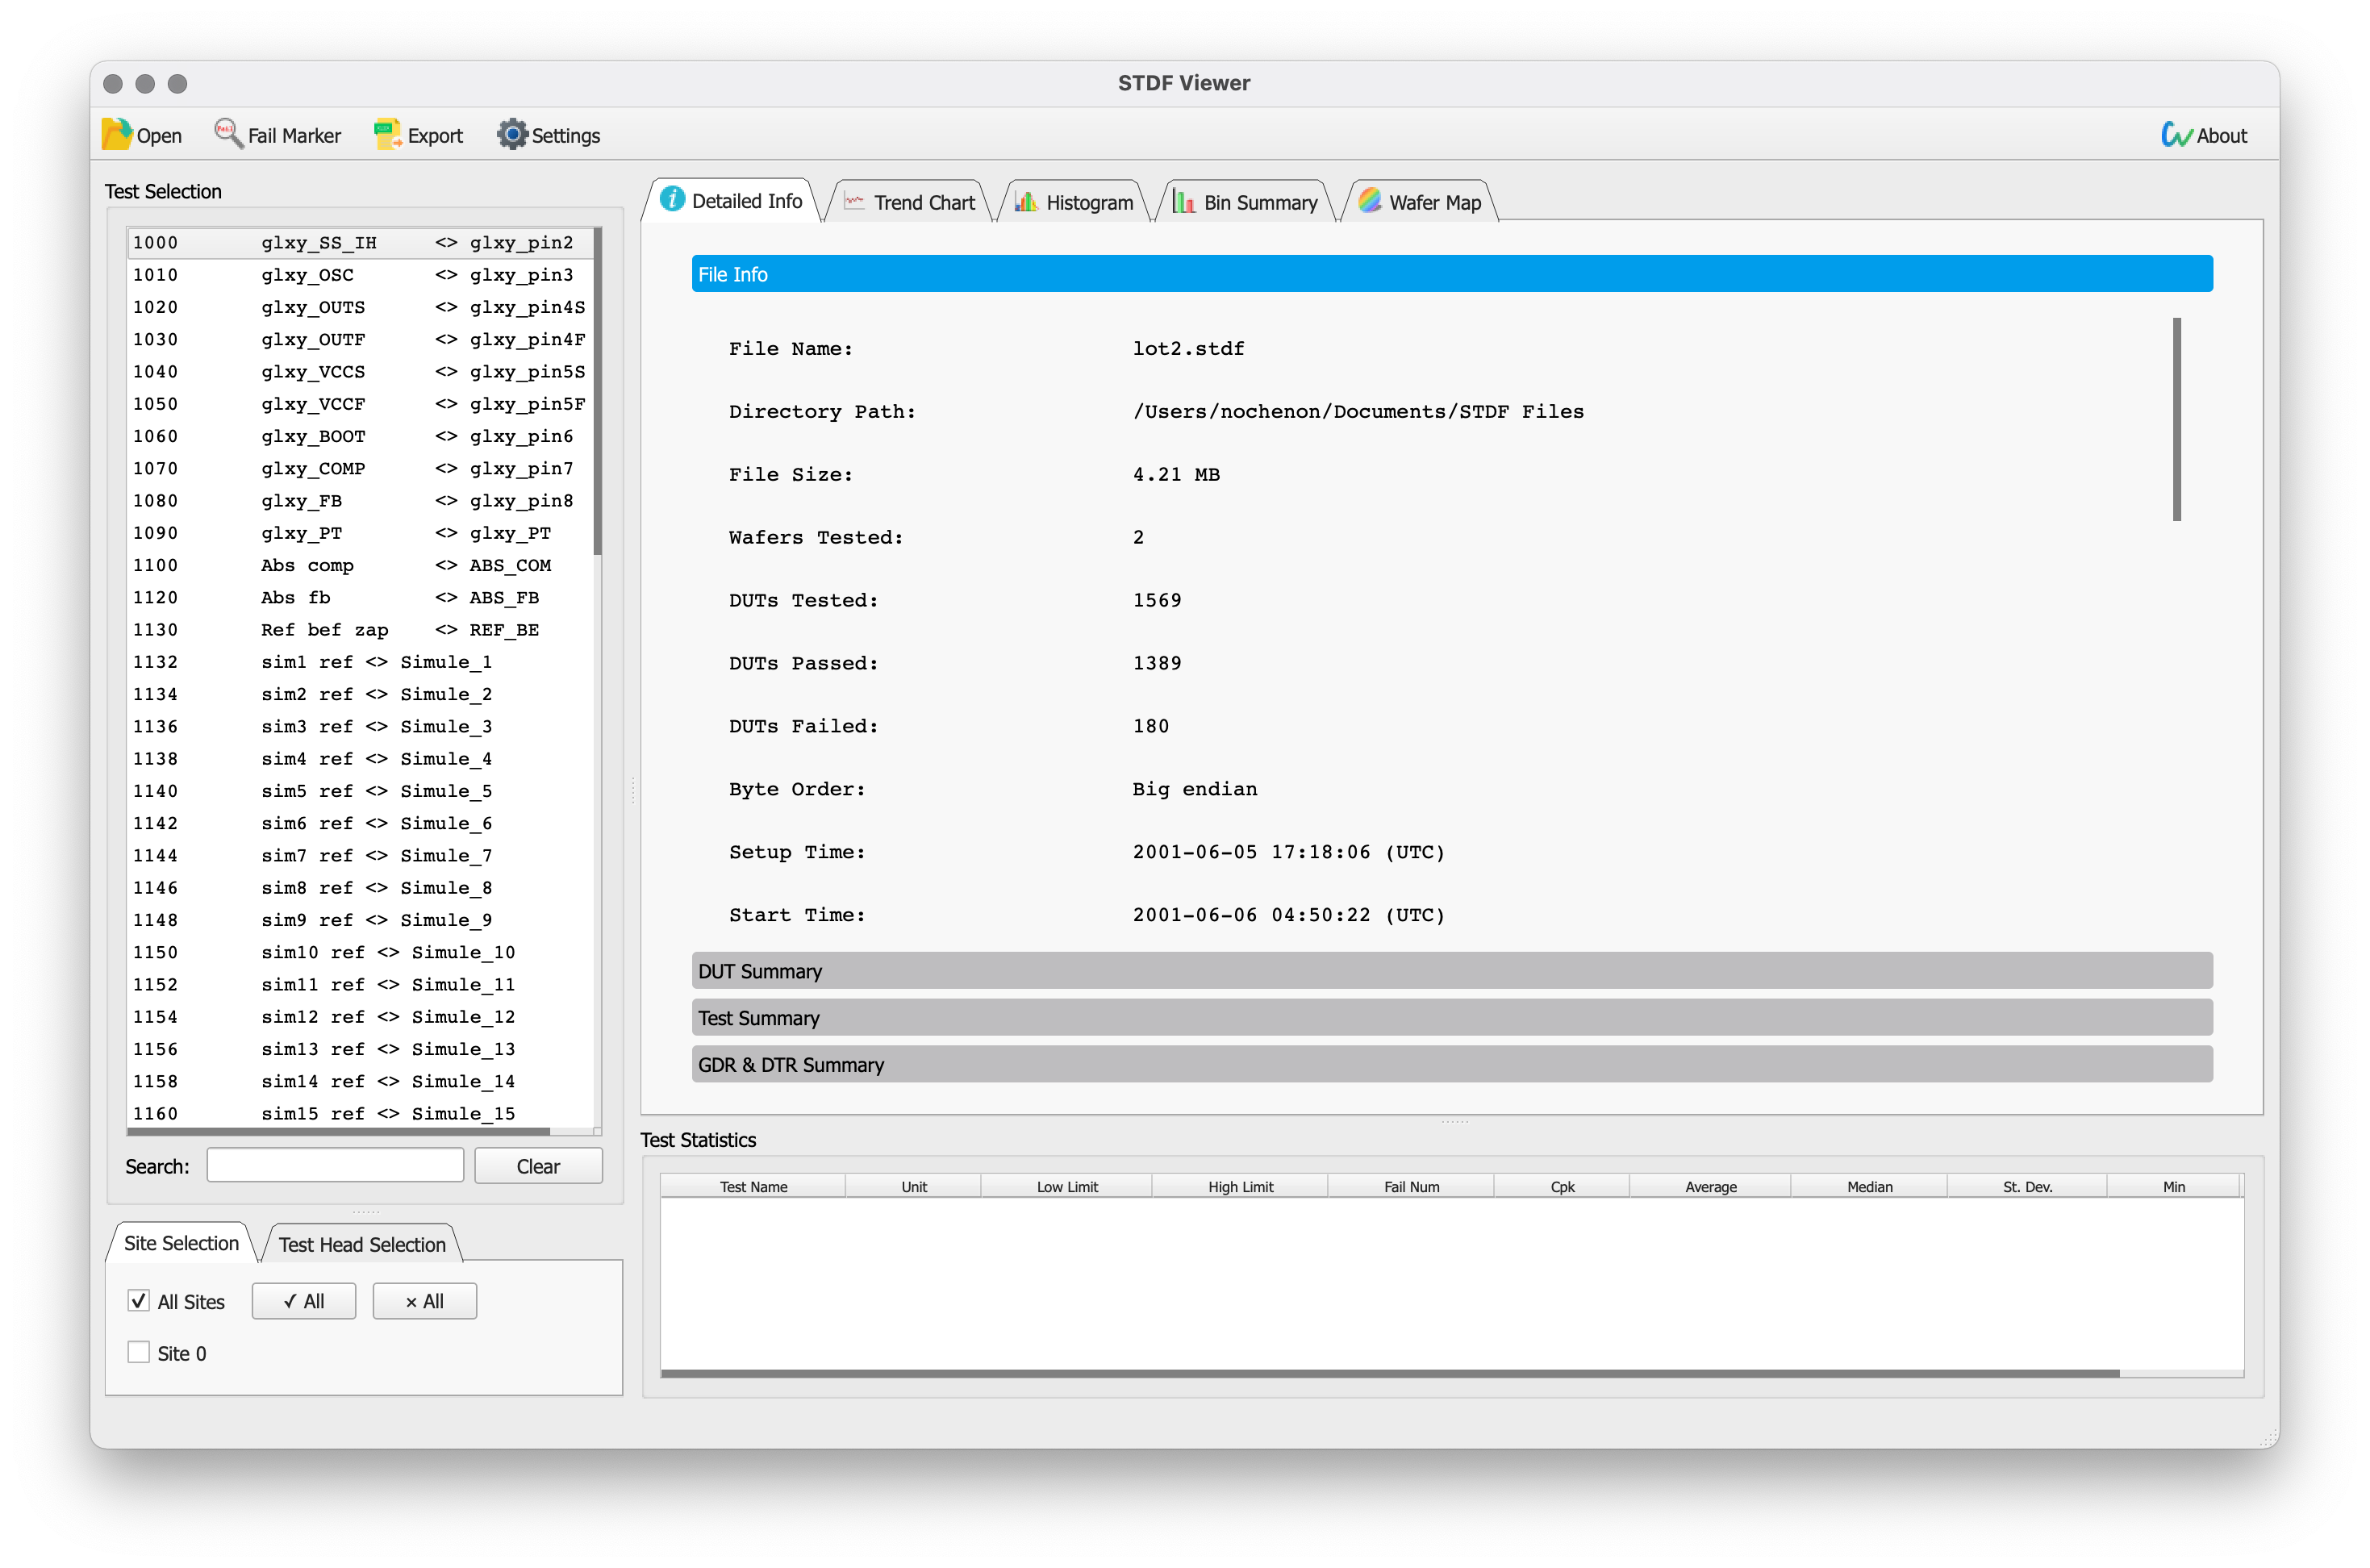 STDF Viewer
Open Fail Marker Export Settings About
Test Selection
1000 glxy_SS_IH <> glxy_pin2
1010 glxy_OSC <> glxy_pin3
1020 glxy_OUTS <> glxy_pin4S
1030 glxy_OUTF <> glxy_pin4F
1040 glxy_VCCS <> glxy_pin5S
1050 glxy_VCCF <> glxy_pin5F
1060 glxy_BOOT <> glxy_pin6
1070 glxy_COMP <> glxy_pin7
1080 glxy_FB <> glxy_pin8
1090 glxy_PT <> glxy_PT
1100 Abs comp <> ABS_COM
1120 Abs fb <> ABS_FB
1130 Ref bef zap <> REF_BE
1132 sim1 ref <> Simule_1
1134 sim2 ref <> Simule_2
1136 sim3 ref <> Simule_3
1138 sim4 ref <> Simule_4
1140 sim5 ref <> Simule_5
1142 sim6 ref <> Simule_6
1144 sim7 ref <> Simule_7
1146 sim8 ref <> Simule_8
1148 sim9 ref <> Simule_9
1150 sim10 ref <> Simule_10
1152 sim11 ref <> Simule_11
1154 sim12 ref <> Simule_12
1156 sim13 ref <> Simule_13
1158 sim14 ref <> Simule_14
1160 sim15 ref <> Simule_15
Search: Clear
Site Selection Test Head Selection
All Sites ✓ All × All
Site 0
Detailed Info Trend Chart Histogram Bin Summary Wafer Map
File Info
File Name: lot2.stdf
Directory Path: /Users/nochenon/Documents/STDF Files
File Size: 4.21 MB
Wafers Tested: 2
DUTs Tested: 1569
DUTs Passed: 1389
DUTs Failed: 180
Byte Order: Big endian
Setup Time: 2001-06-05 17:18:06 (UTC)
Start Time: 2001-06-06 04:50:22 (UTC)
DUT Summary
Test Summary
GDR & DTR Summary
Test Statistics
Test Name Unit Low Limit High Limit Fail Num Cpk Average Median St. Dev. Min